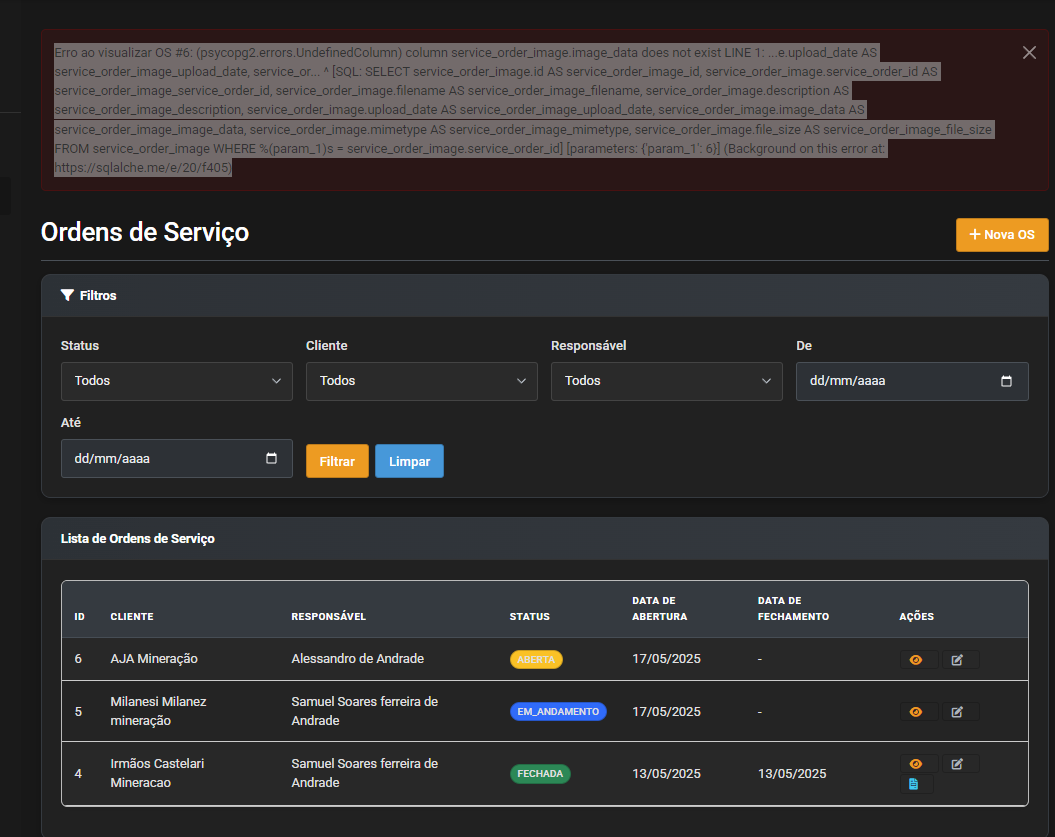 Erro ao visualizar OS #6: (psycopg2.errors.UndefinedColumn) column service_order_image.image_data does not exist LINE 1: ...e.upload_date AS
service_order_image_upload_date, service_or... ^ [SQL: SELECT service_order_image.id AS service_order_image_id, service_order_image.service_order_id AS
service_order_image_service_order_id, service_order_image.filename AS service_order_image_filename, service_order_image.description AS
service_order_image_description, service_order_image.upload_date AS service_order_image_upload_date, service_order_image.image_data AS
service_order_image_image_data, service_order_image.mimetype AS service_order_image_mimetype, service_order_image.file_size AS service_order_image_file_size
FROM service_order_image WHERE %(param_1)s = service_order_image.service_order_id] [parameters: {'param_1': 6}] (Background on this error at:
https://sqlalche.me/e/20/f405)
Ordens de Serviço
Nova OS
Filtros
Status Cliente Responsável De
Todos Todos Todos dd/mm/aaaa
Até
dd/mm/aaaa Filtrar Limpar
Lista de Ordens de Serviço
ID CLIENTE RESPONSÁVEL STATUS DATA DE ABERTURA DATA DE FECHAMENTO AÇÕES
6 AJA Mineração Alessandro de Andrade ABERTA 17/05/2025 -
5 Milanesi Milanez mineração Samuel Soares ferreira de Andrade EM_ANDAMENTO 17/05/2025 -
4 Irmãos Castelari Mineracao Samuel Soares ferreira de Andrade FECHADA 13/05/2025 13/05/2025